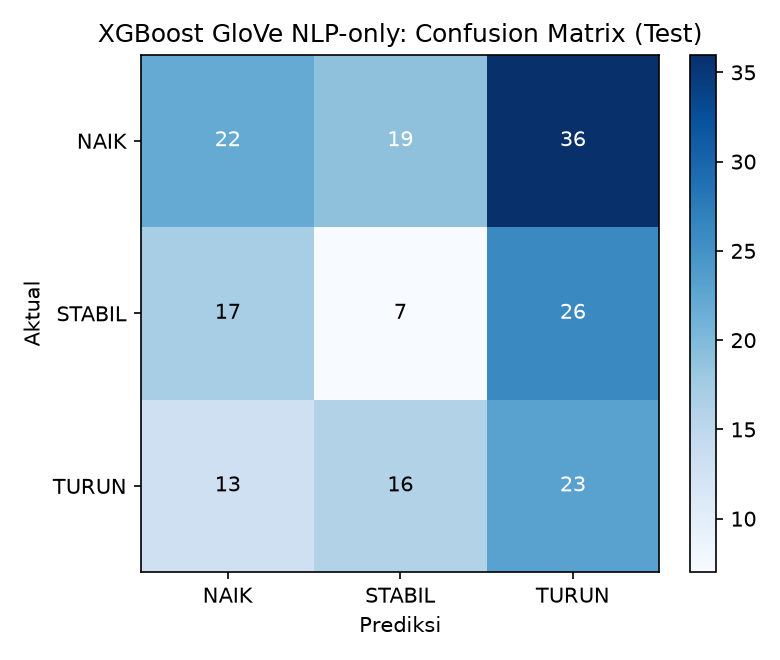 XGBoost GloVe NLP-only: Confusion Matrix (Test)
Aktual
NAIK 22 19 36
STABIL 17 7 26
TURUN 13 16 23
NAIK STABIL TURUN
Prediksi
35
30
25
20
15
10